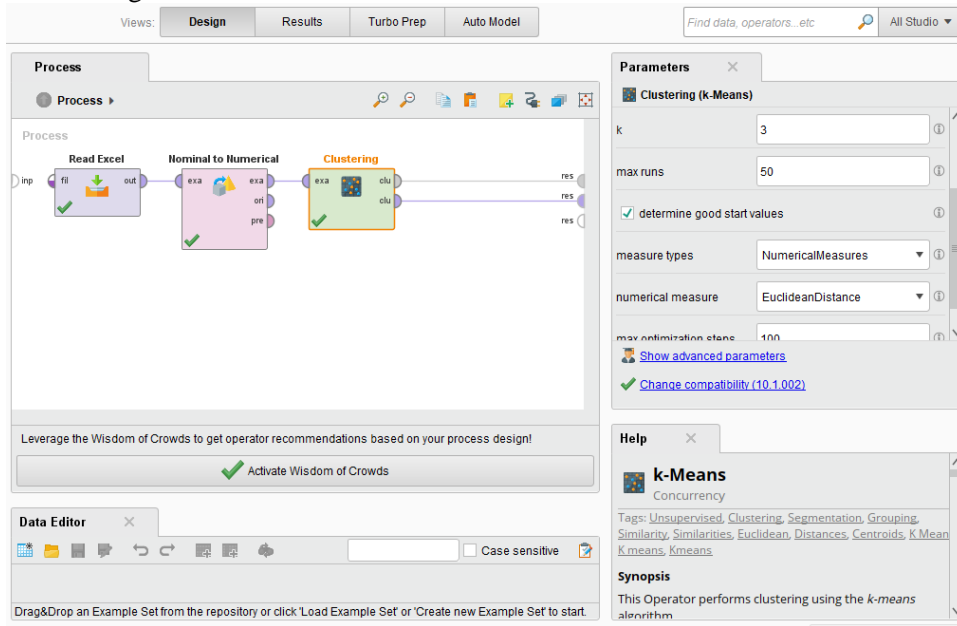 Views:
Design
Results
Turbo Prep
Auto Model
Find data, operators...etc
All Studio
Process
Process
Process
Read Excel
Nominal to Numerical
Clustering
inp
fil
out
exa
exa
ori
pre
exa
clu
clu
res
res
res
Leverage the Wisdom of Crowds to get operator recommendations based on your process design!
Activate Wisdom of Crowds
Data Editor
Case sensitive
Drag&Drop an Example Set from the repository or click 'Load Example Set' or 'Create new Example Set' to start.
Parameters
Clustering (k-Means)
k
3
max runs
50
determine good start values
measure types
NumericalMeasures
numerical measure
EuclideanDistance
max optimization steps
100
Show advanced parameters
Change compatibility (10.1.002)
Help
k-Means
Concurrency
Tags: Unsupervised, Clustering, Segmentation, Grouping,
Similarity, Similarities, Euclidean, Distances, Centroids, K Mean
K means, Kmeans
Synopsis
This Operator performs clustering using the k-means
algorithm